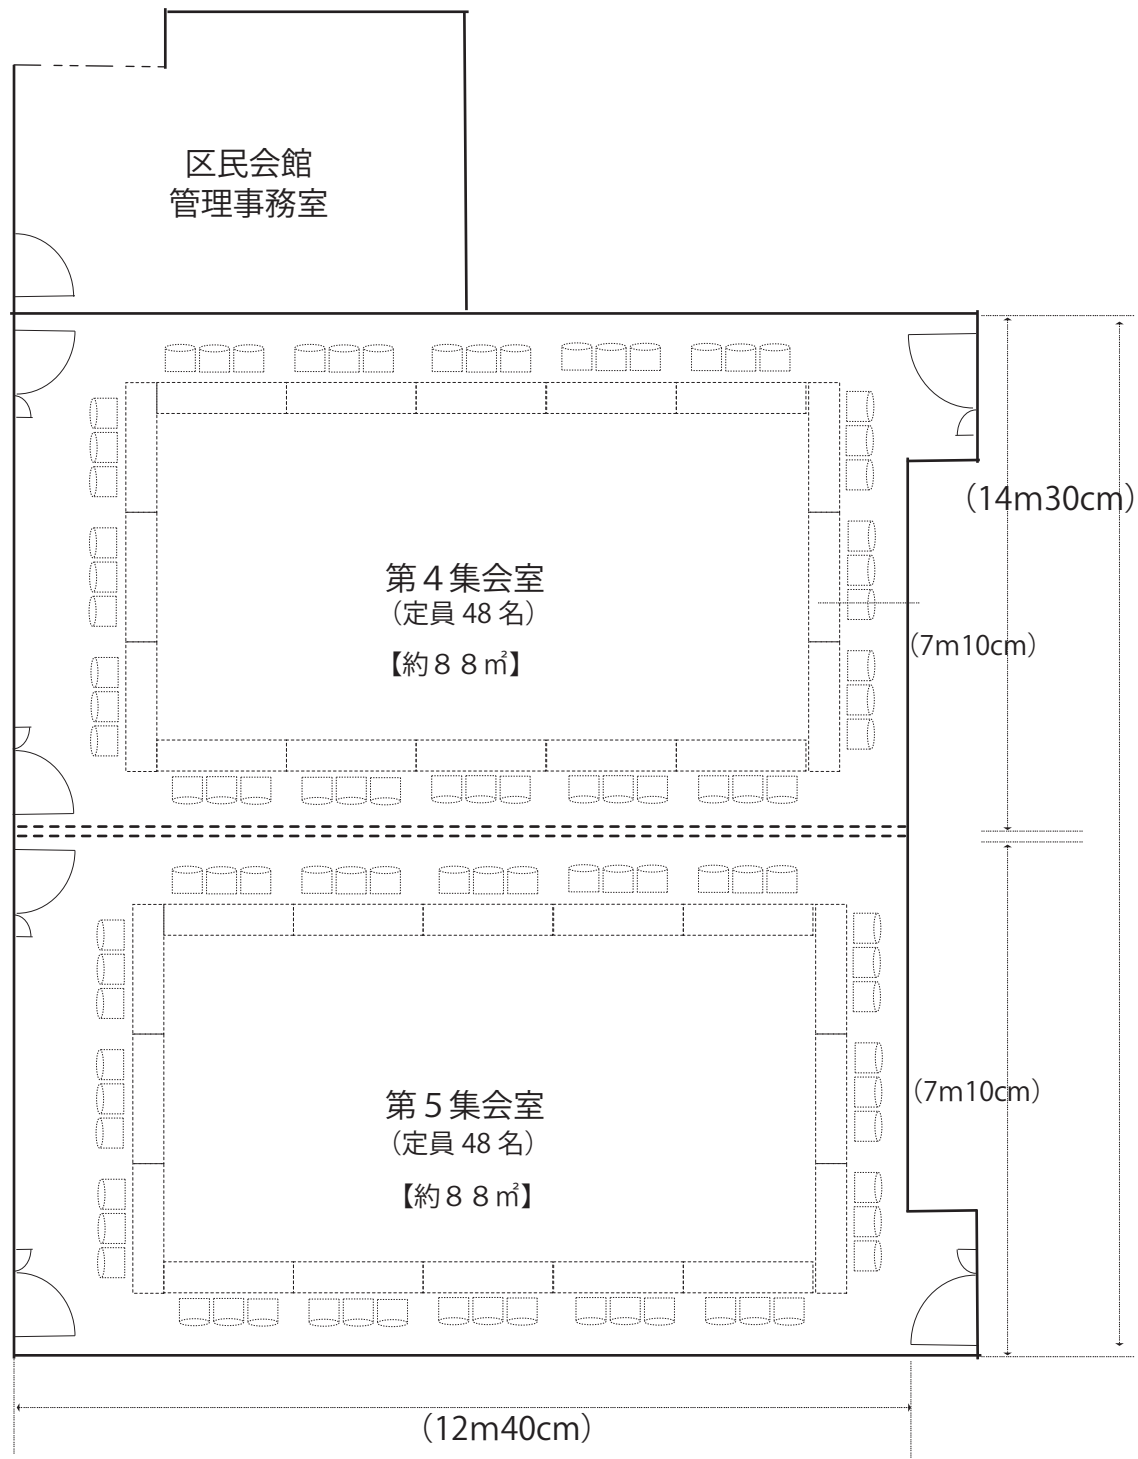 区民会館
管理事務室
(14m30cm)
第４集会室
（定員 48 名）
(7m10cm)
【約８８㎡】
第５集会室
(7m10cm)
（定員 48 名）
【約８８㎡】
(12m40cm)